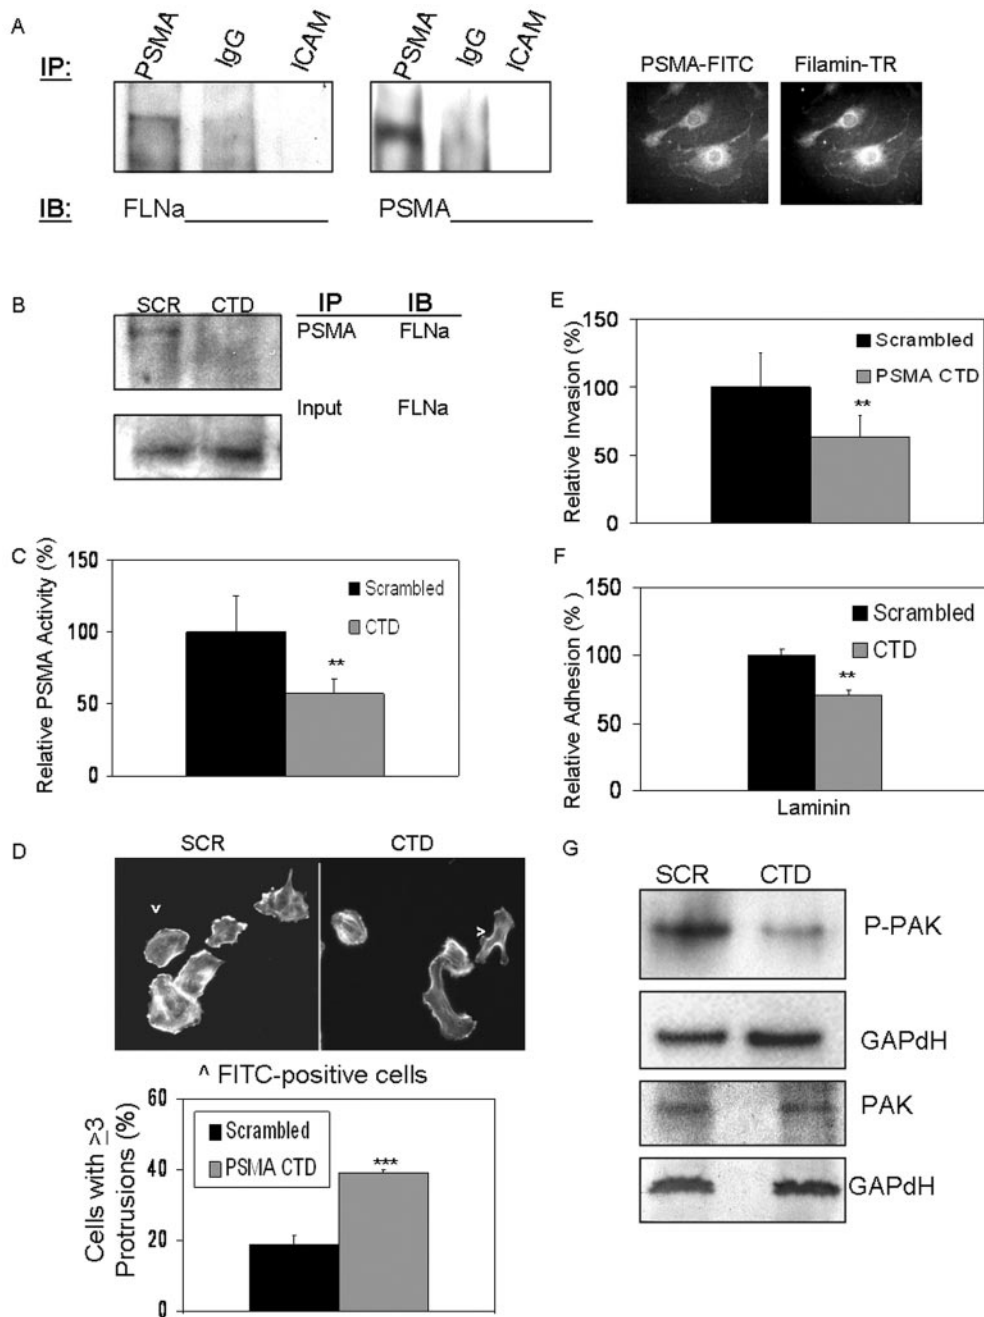 A
IP: PSMA IgG ICAM PSMA IgG ICAM
PSMA-FITC Filamin-TR
IB: FLNa PSMA
B
SCR CTD IP IB
PSMA FLNa
Input FLNa
C
Relative PSMA Activity (%)
150
100
50
0
Scrambled
CTD
**
D
SCR CTD
v
>
^ FITC-positive cells
Cells with ≥3
Protrusions (%)
60
40
20
0
Scrambled
PSMA CTD
***
E
Relative Invasion (%)
150
100
50
0
Scrambled
PSMA CTD
**
F
Relative Adhesion (% )
150
100
50
0
Scrambled
CTD
**
Laminin
G
SCR CTD
P-PAK
GAPdH
PAK
GAPdH